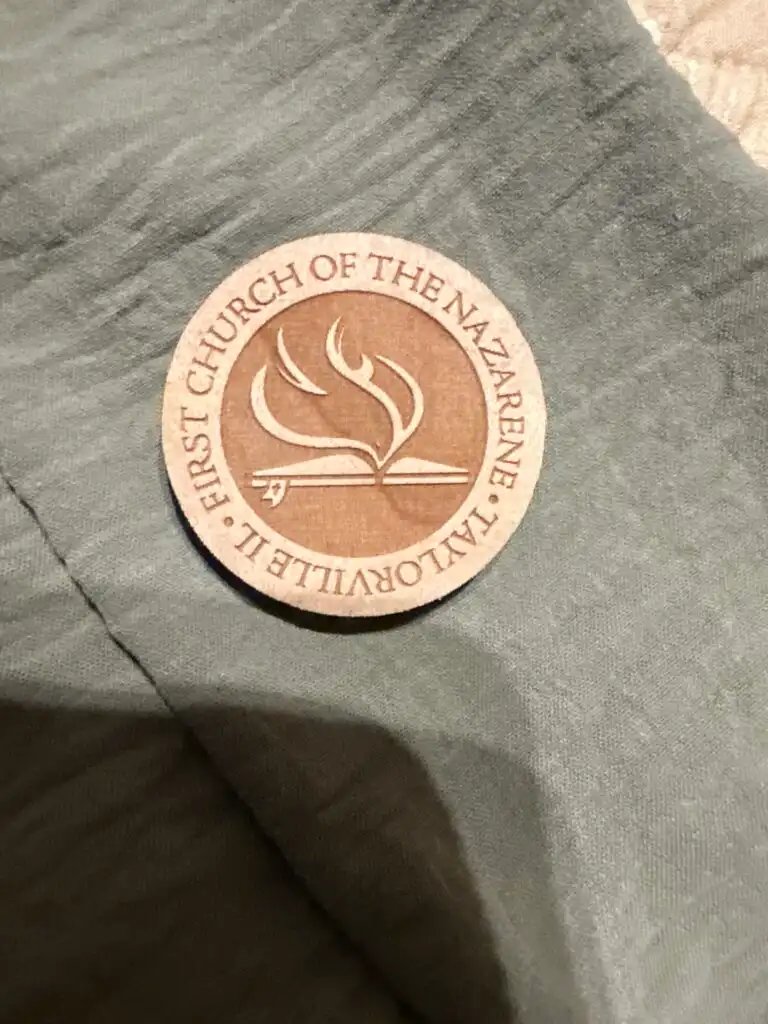 FIRST CHURCH OF THE NAZARENE • TAYLORVILLE IL •